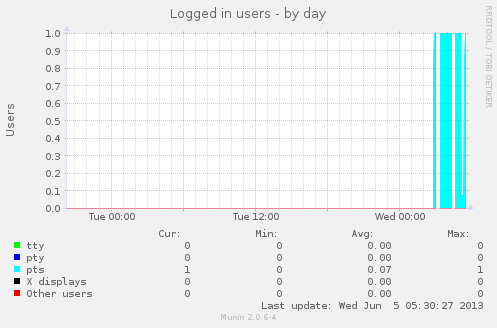 Logged in users - by day
RRDTOOL / TOBI OETIKER
Users
1.0
0.9
0.8
0.7
0.6
0.5
0.4
0.3
0.2
0.1
0.0
Tue 00:00 Tue 12:00 Wed 00:00
Cur: Min: Avg: Max:
tty 0 0 0.00 0
pty 0 0 0.00 0
pts 1 0 0.07 1
X displays 0 0 0.00 0
Other users 0 0 0.00 0
Last update: Wed Jun 5 05:30:27 2013
Munin 2.0.6-4